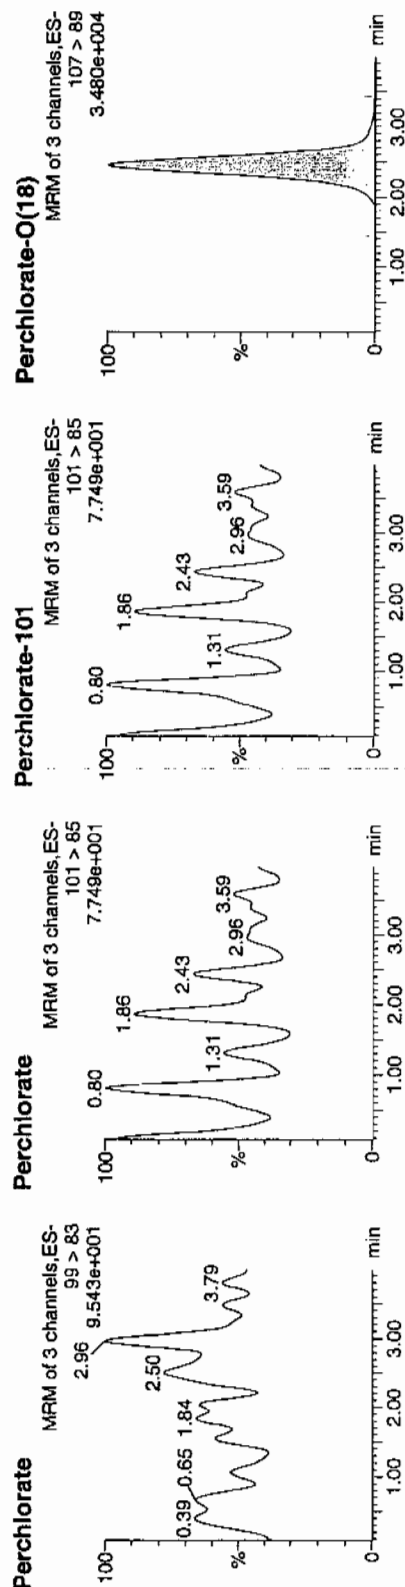 Perchlorate
MRM of 3 channels,ES-
99 > 83
9.543e+001
100
%
0
0.39
0.65
1.84
2.50
2.96
3.79
1.00
2.00
3.00
min
Perchlorate
MRM of 3 channels,ES-
101 > 85
7.749e+001
100
%
0
0.80
1.31
1.86
2.43
2.96
3.59
1.00
2.00
3.00
min
Perchlorate-101
MRM of 3 channels,ES-
101 > 85
7.749e+001
100
%
0
0.80
1.31
1.86
2.43
2.96
3.59
1.00
2.00
3.00
min
Perchlorate-O(18)
MRM of 3 channels,ES-
107 > 89
3.480e+004
100
%
0
1.00
2.00
3.00
min